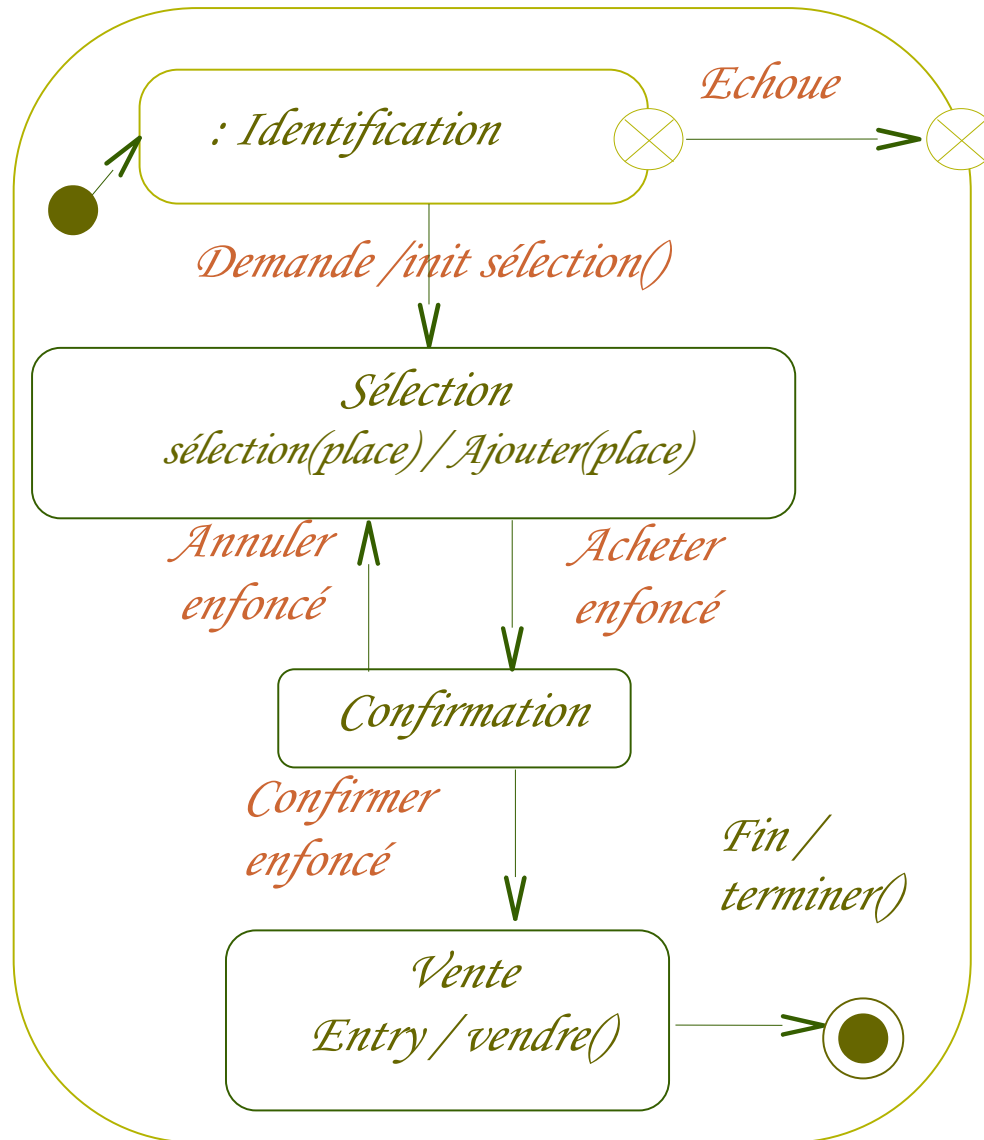 Echoue
: Identification
Demande /init sélection()
Sélection
sélection(place) / Ajouter(place)
Annuler
enfoncé
Acheter
enfoncé
Confirmation
Confirmer
enfoncé
Fin /
terminer()
Vente
Entry / vendre()